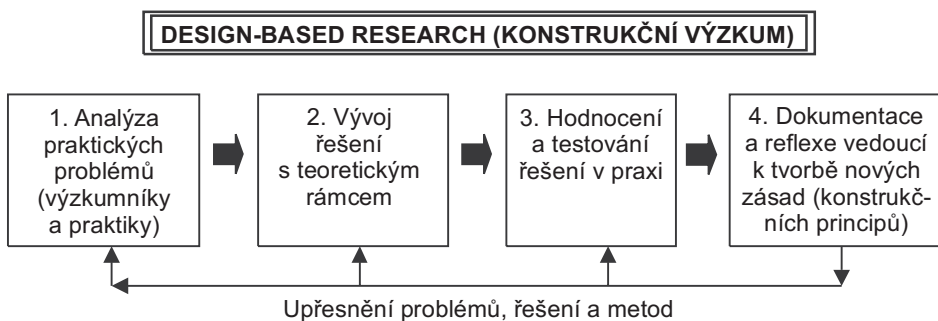 DESIGN-BASED RESEARCH (KONSTRUKČNÍ VÝZKUM)
1. Analýza
praktických
problémů
(výzkumníky
a praktiky)
2. Vývoj
řešení
s teoretickým
rámcem
3. Hodnocení
a testování
řešení v praxi
4. Dokumentace
a reflexe vedoucí
k tvorbě nových
zásad (konstrukč-
ních principů)
Upřesnění problémů, řešení a metod